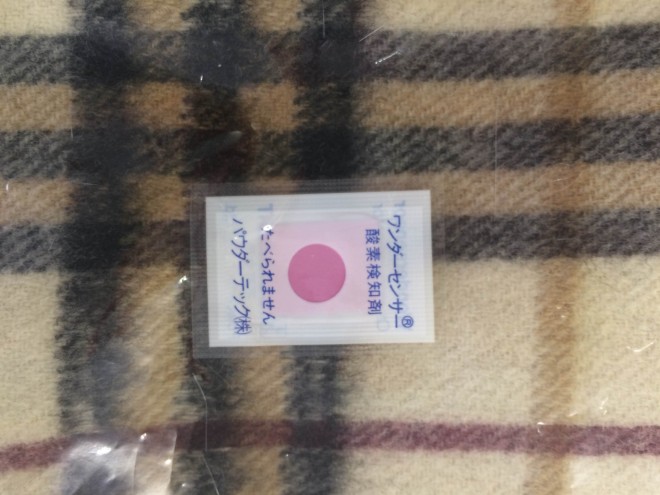 ワンダーセンサー®
酸素検知剤
たべられません
パウダーテック(株)